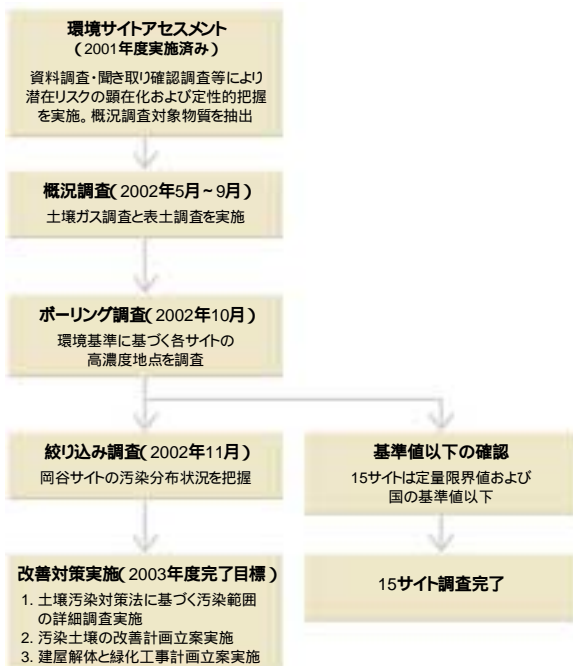 環境サイトアセスメント
(2001年度実施済み)
資料調査・聞き取り確認調査等により
潜在リスクの顕在化および定性的把握
を実施。概況調査対象物質を抽出
概況調査(2002年5月~9月)
土壌ガス調査と表土調査を実施
ボーリング調査(2002年10月)
環境基準に基づく各サイトの
高濃度地点を調査
絞り込み調査(2002年11月)
岡谷サイトの汚染分布状況を把握
基準値以下の確認
15サイトは定量限界値および
国の基準値以下
改善対策実施(2003年度完了目標)
1. 土壌汚染対策法に基づく汚染範囲
の詳細調査実施
2. 汚染土壌の改善計画立案実施
3. 建屋解体と緑化工事計画立案実施
15サイト調査完了